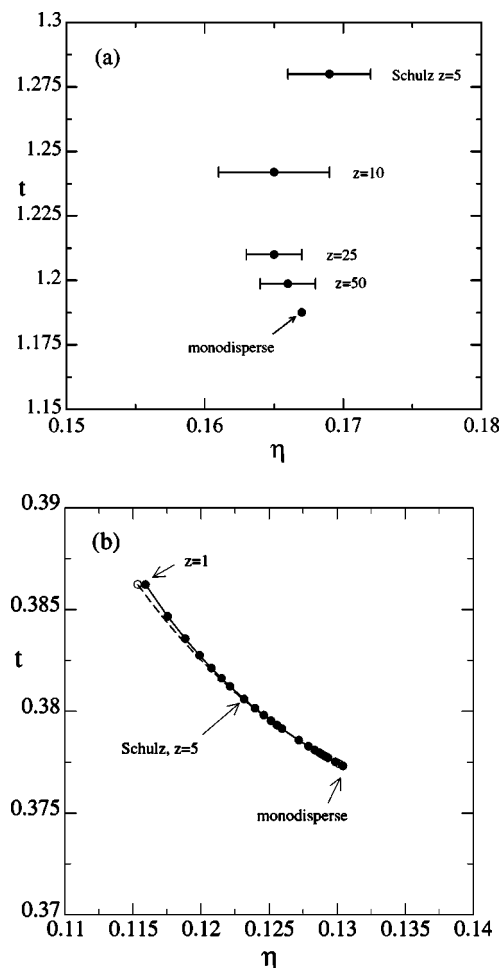 1.3
(a)
1.275
Schulz z=5
1.25
z=10
t
1.225
z=25
1.2
z=50
monodisperse
1.175
1.15
0.15
0.16
0.17
0.18
η
0.39
(b)
z=1
0.385
t
0.38
Schulz, z=5
0.375
monodisperse
0.37
0.11
0.115
0.12
0.125
0.13
0.135
0.14
η